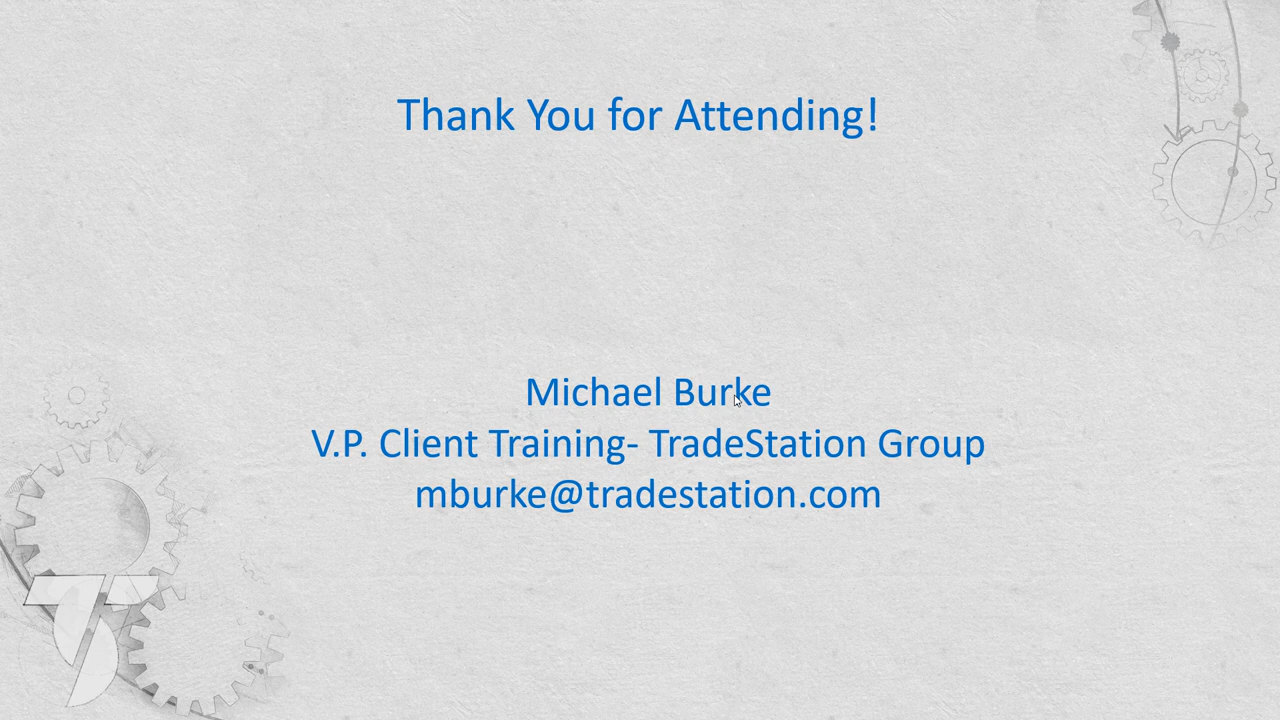 Thank You for Attending!
Michael Burke
V.P. Client Training- TradeStation Group
mburke@tradestation.com